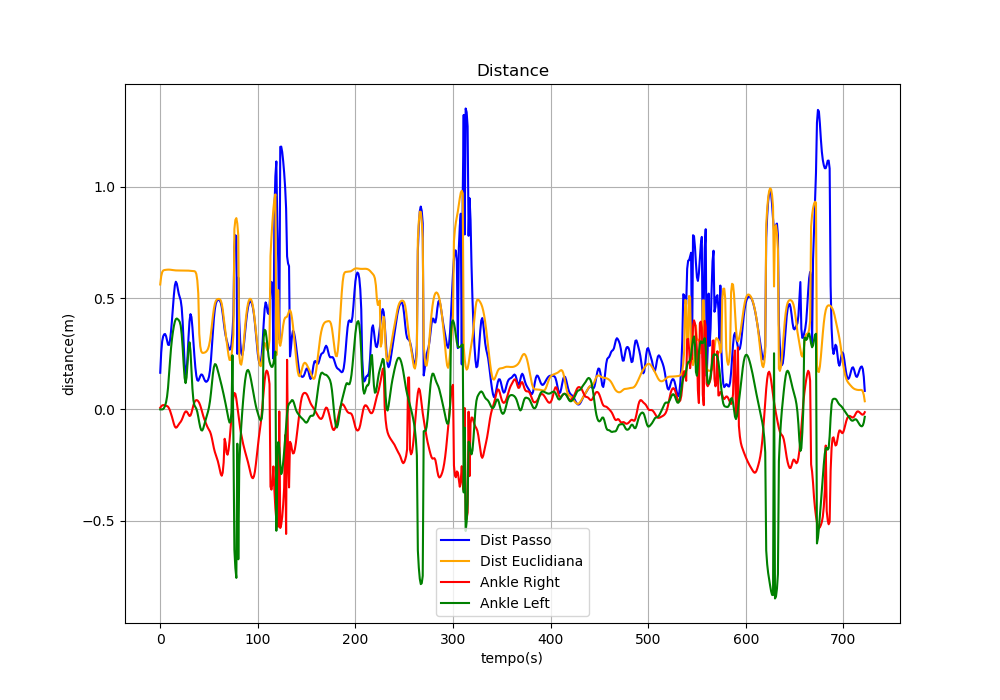 Distance
distance(m)
1.0
0.5
0.0
−0.5
Dist Passo
Dist Euclidiana
Ankle Right
Ankle Left
0 100 200 300 400 500 600 700
tempo(s)